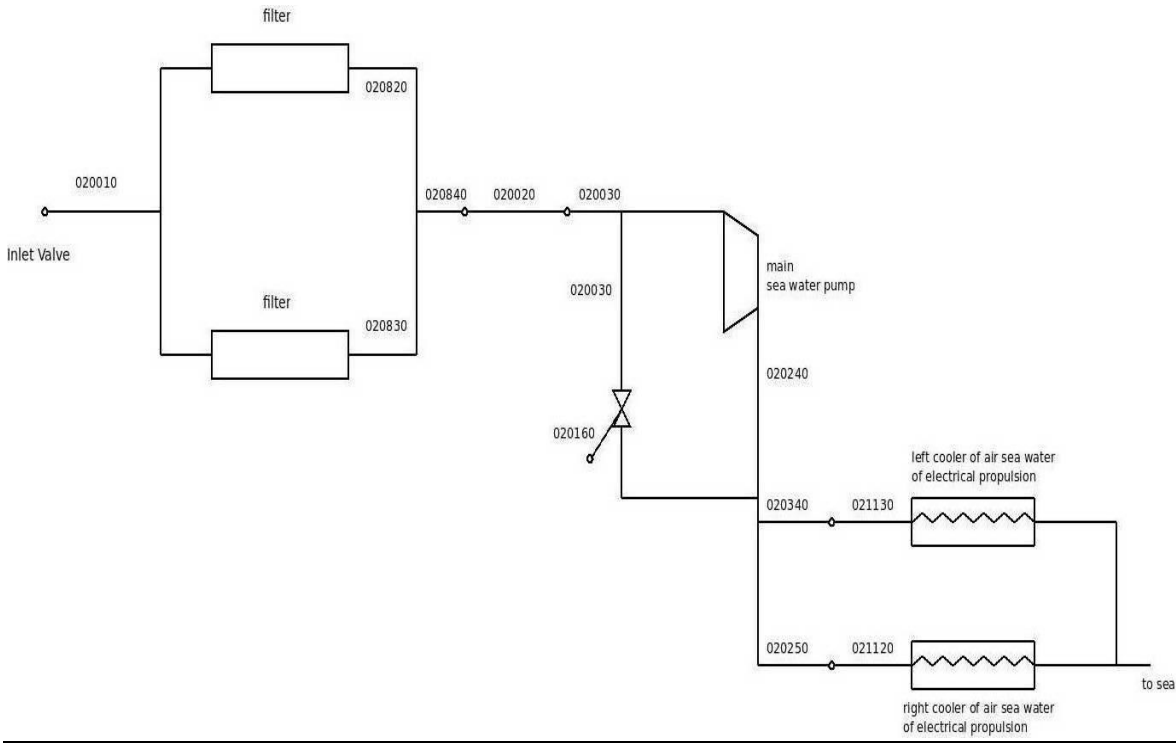 filter
020820
020010
020840
020020
020030
Inlet Valve
main
sea water pump
020030
filter
020830
020240
020160
left cooler of air sea water
of electrical propulsion
020340
021130
020250
021120
to sea
right cooler of air sea water
of electrical propulsion